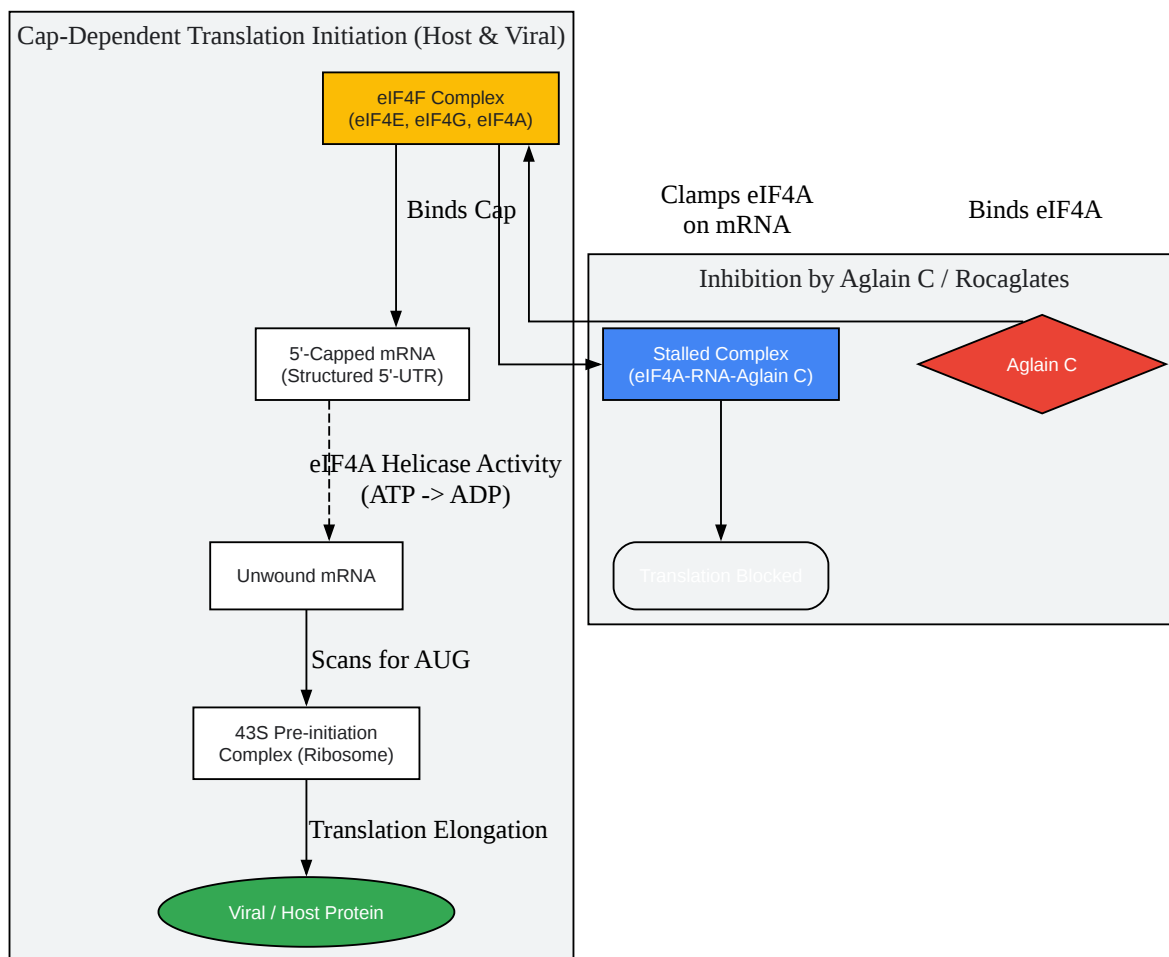 Cap-Dependent Translation Initiation (Host & Viral)
eIF4F Complex
(eIF4E, eIF4G, eIF4A)
Binds Cap
Clamps eIF4A
on mRNA
Binds eIF4A
Inhibition by Aglain C / Rocaglates
5'-Capped mRNA
(Structured 5'-UTR)
Stalled Complex
(eIF4A-RNA-Aglain C)
Aglain C
eIF4A Helicase Activity
(ATP -> ADP)
Unwound mRNA
Translation Blocked
Scans for AUG
43S Pre-initiation
Complex (Ribosome)
Translation Elongation
Viral / Host Protein